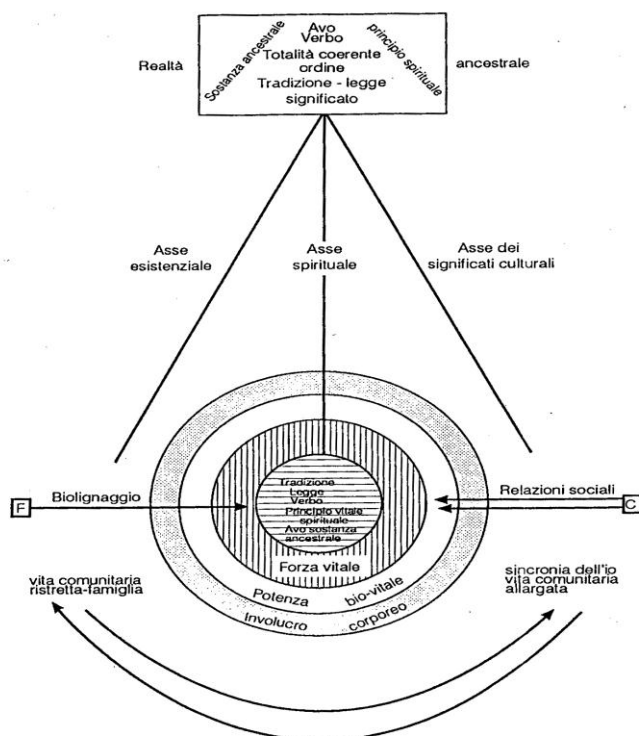 Avo
Verbo
Totalità coerente
ordine
Tradizione - legge
significato
Sostanza ancestrale
principio spirituale
Realtà
ancestrale
Asse
esistenziale
Asse
spirituale
Asse dei
significati culturali
Tradizione
Legge
Verbo
Principio vitale
spirituale
Avo sostanza
ancestrale
Forza vitale
Potenza bio-vitale
Involucro corporeo
F
Biolignaggio
Relazioni sociali
C
vita comunitaria
ristretta-famiglia
sincronia dell'io
vita comunitaria
allargata